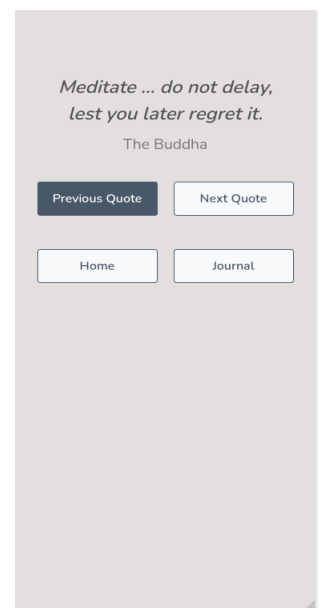 Meditate ... do not delay,
lest you later regret it.
The Buddha
Previous Quote
Next Quote
Home
Journal